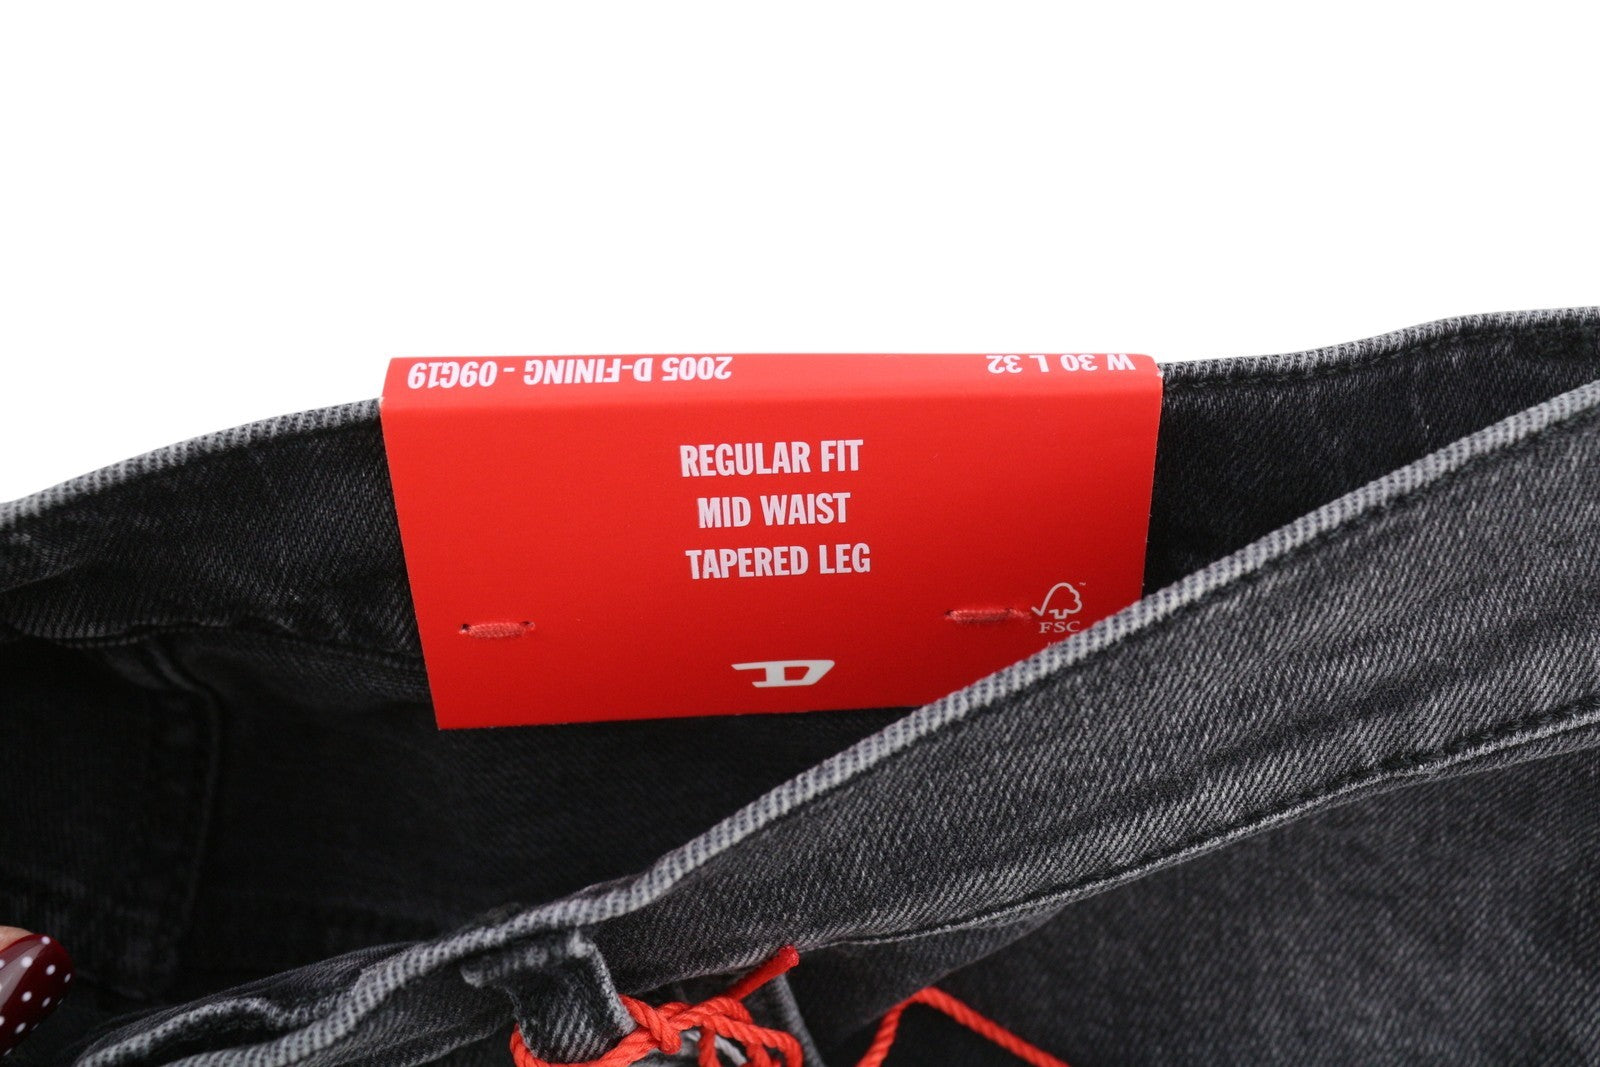 2005 D-FINING - 09G19
W 30 L 32
REGULAR FIT
MID WAIST
TAPERED LEG
FSC